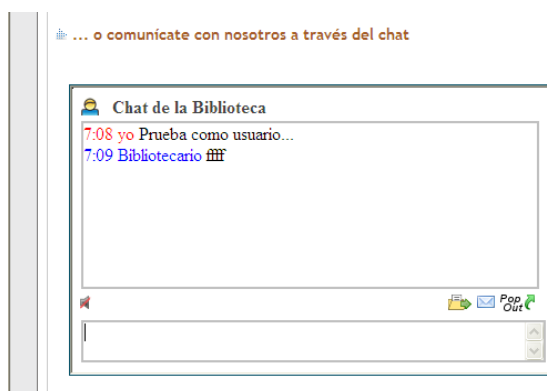 ... o comunícate con nosotros a través del chat
Chat de la Biblioteca
7:08 yo Prueba como usuario...
7:09 Bibliotecario ffff
Pop Out